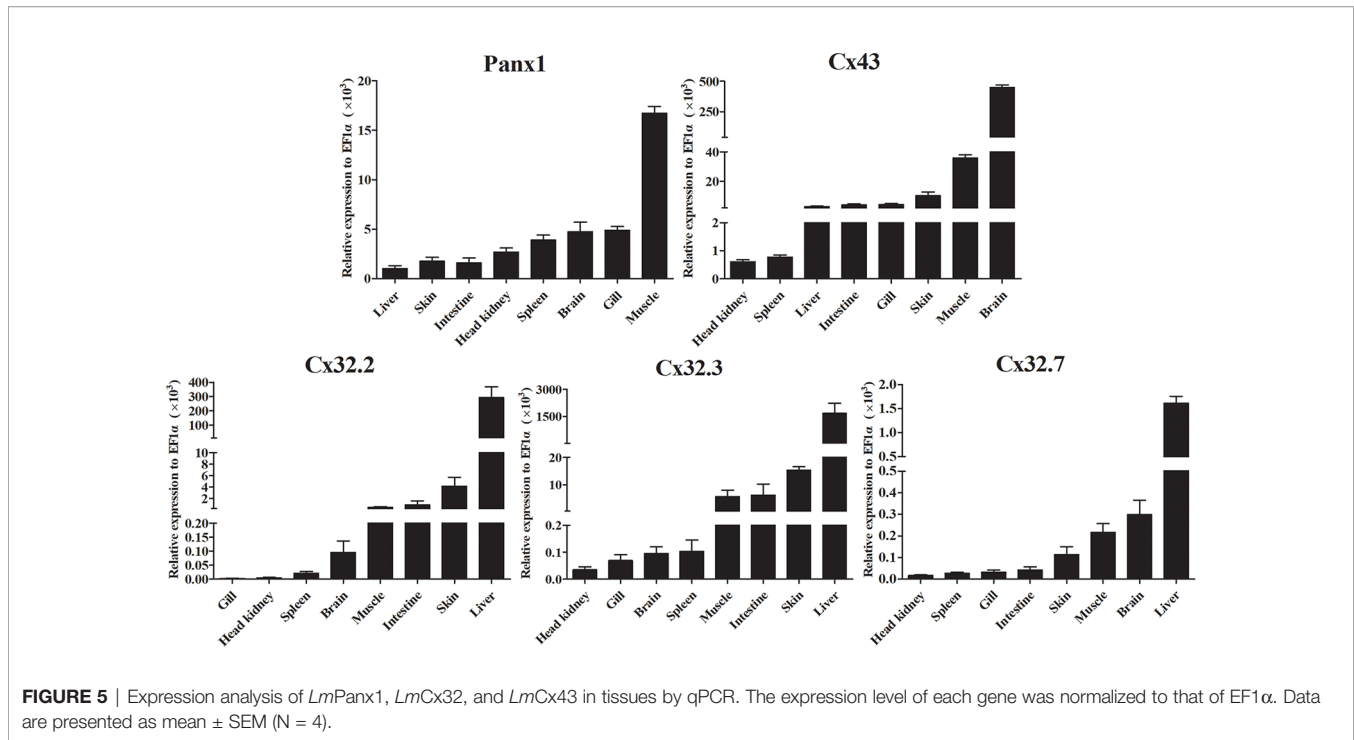 Panx1
Relative expression to EF1α (×10³)
20
15
10
5
0
Liver
Skin
Intestine
Head kidney
Spleen
Brain
Gill
Muscle
Cx43
Relative expression to EF1α (×10³)
500
250
40
20
2
1
0
Head kidney
Spleen
Liver
Intestine
Gill
Skin
Muscle
Brain
Cx32.2
Relative expression to EF1α (×10³)
400
300
200
100
10
8
6
4
2
0.20
0.15
0.10
0.05
0.00
Gill
Head kidney
Spleen
Brain
Muscle
Intestine
Skin
Liver
Cx32.3
Relative expression to EF1α (×10³)
3000
1500
20
10
0.2
0.1
0.0
Head kidney
Gill
Brain
Spleen
Muscle
Intestine
Skin
Liver
Cx32.7
Relative expression to EF1α (×10³)
2.0
1.5
1.0
0.5
0.5
0.4
0.3
0.2
0.1
0.0
Head kidney
Spleen
Gill
Intestine
Skin
Muscle
Brain
Liver
FIGURE 5 | Expression analysis of LmPanx1, LmCx32, and LmCx43 in tissues by qPCR. The expression level of each gene was normalized to that of EF1α. Data
are presented as mean ± SEM (N = 4).